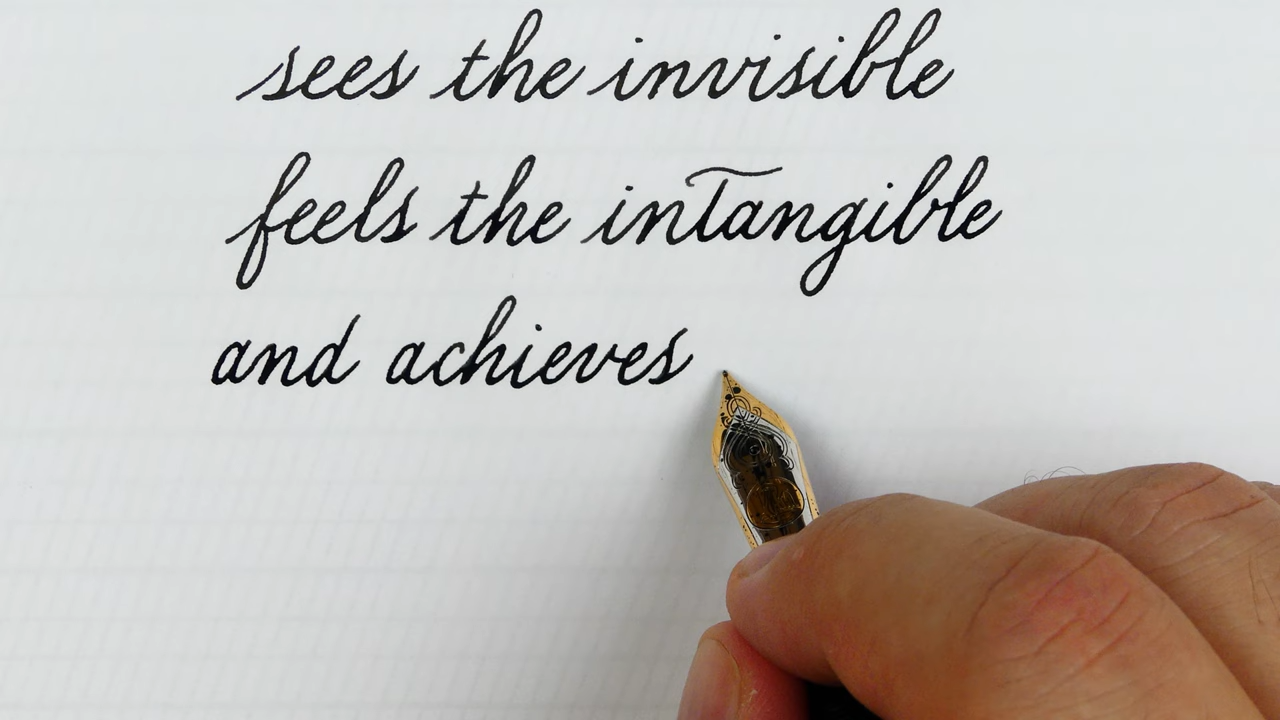 sees the invisible
feels the intangible
and achieves